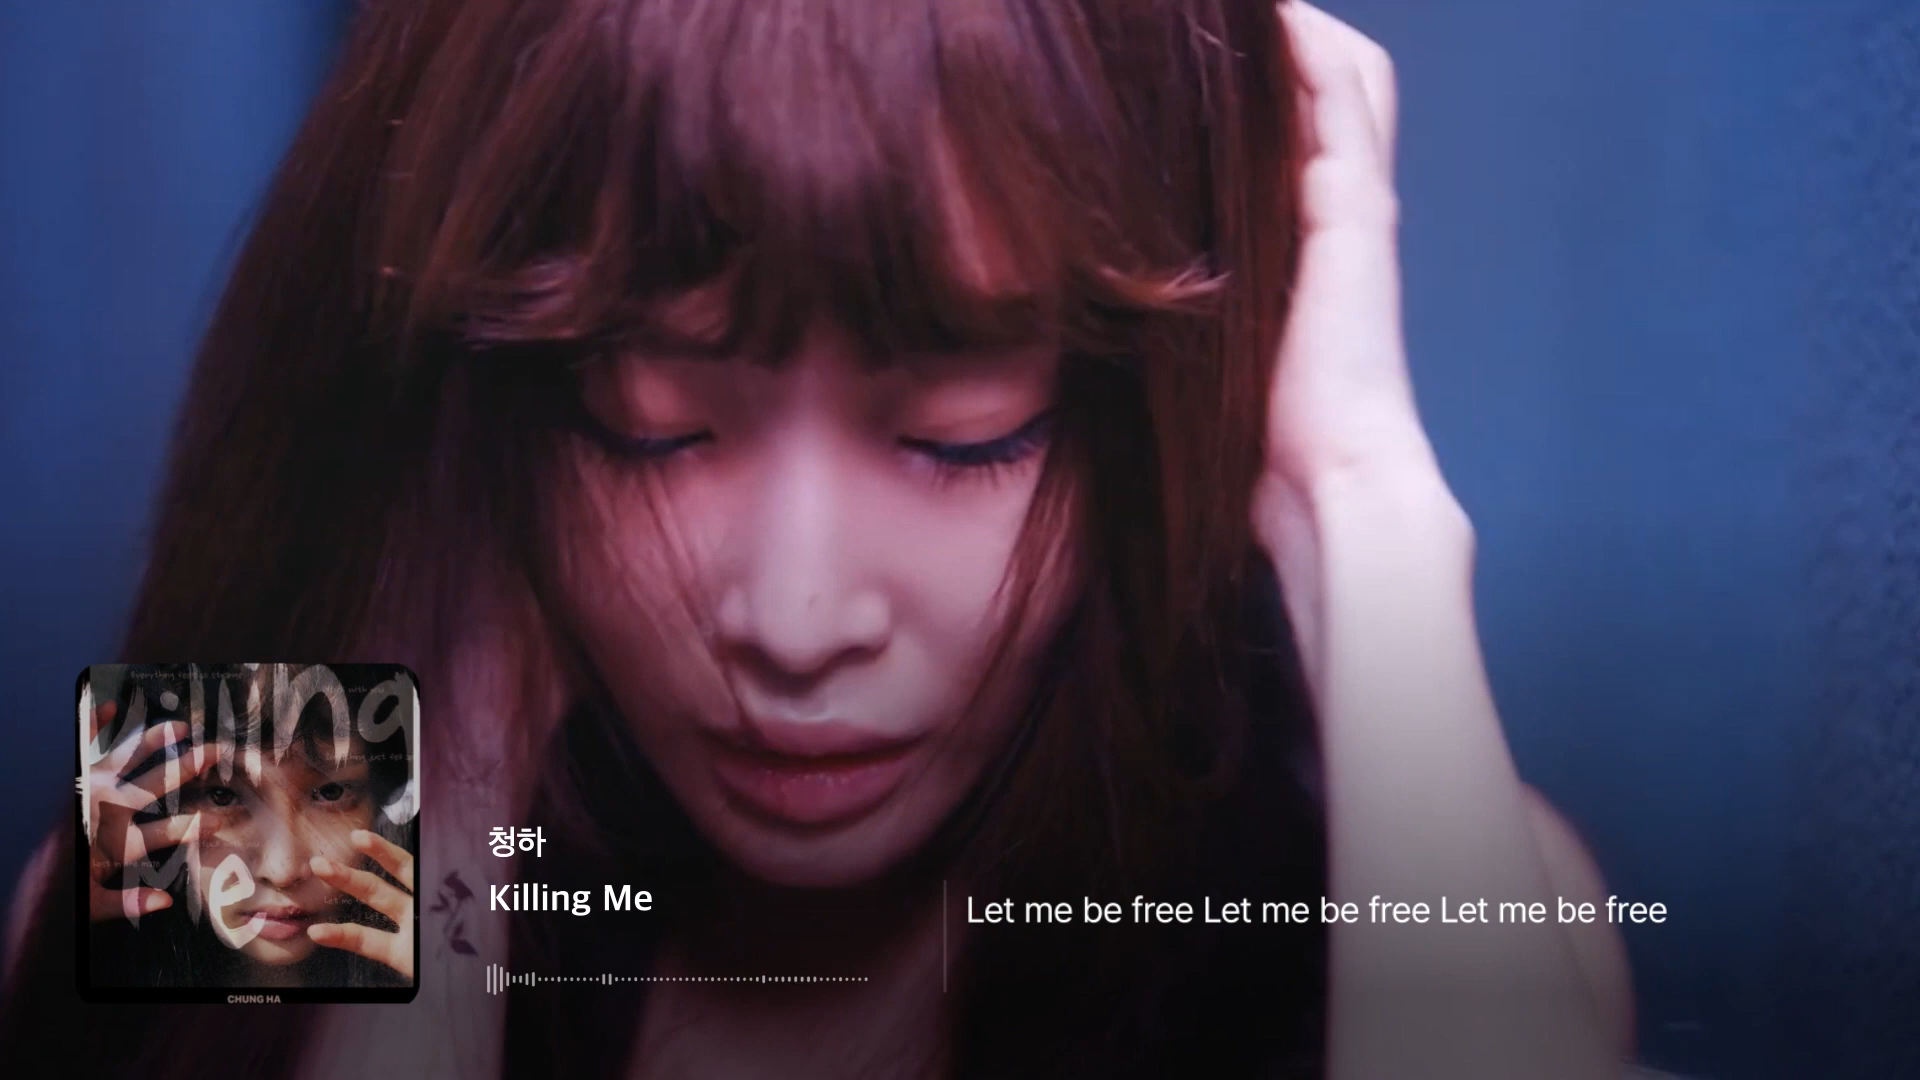 Killing
Me
CHUNG HA
청하
Killing Me
Let me be free Let me be free Let me be free